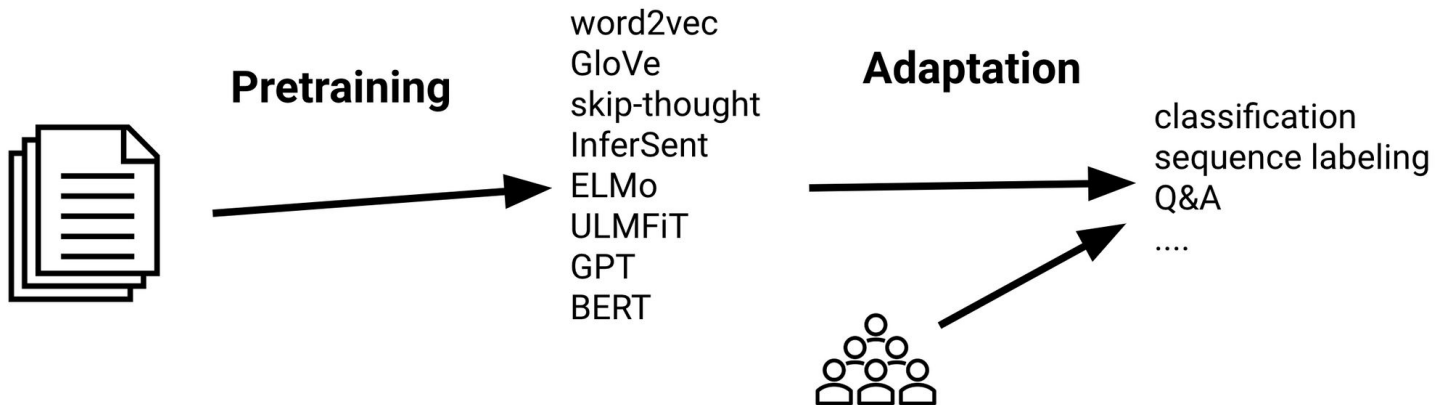 Pretraining
word2vec
GloVe
skip-thought
InferSent
ELMo
ULMFiT
GPT
BERT
Adaptation
classification
sequence labeling
Q&A
....